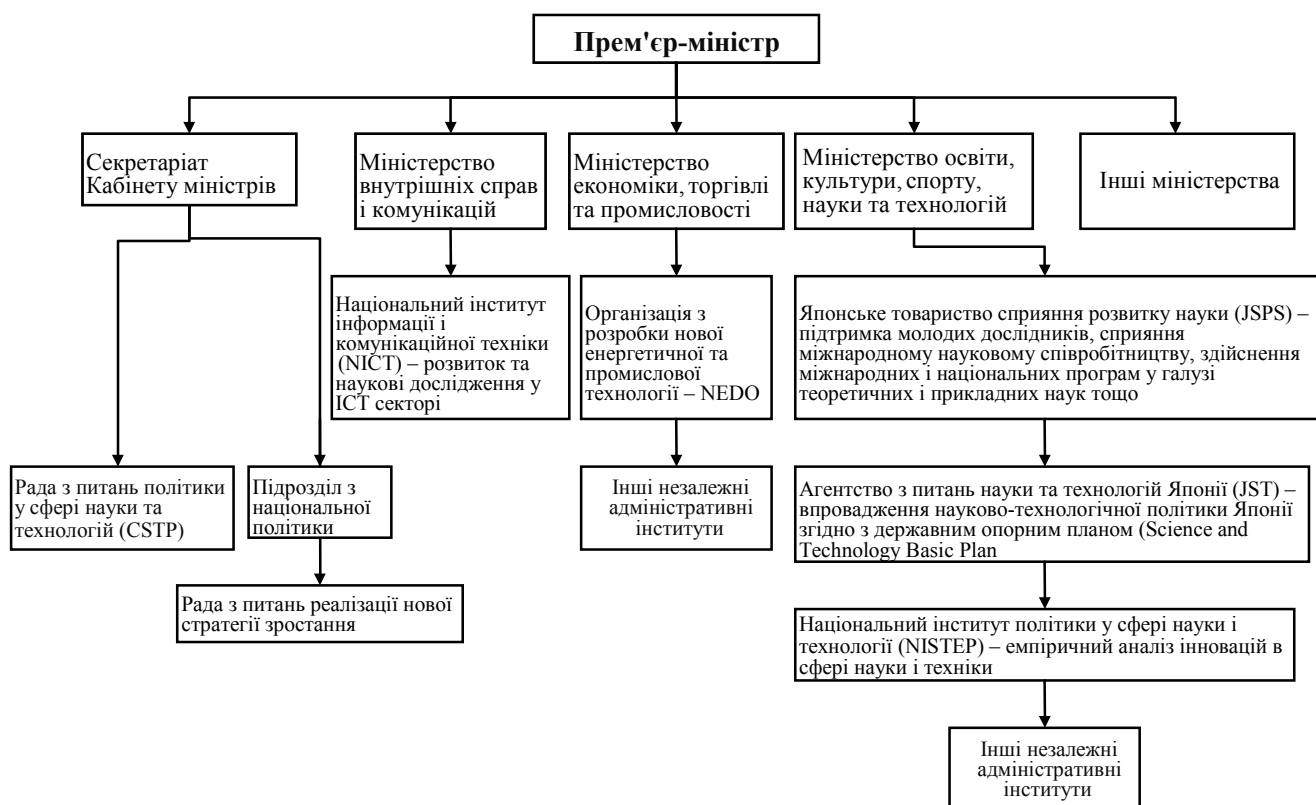 Прем'єр-міністр
Секретаріат
Кабінету міністрів
Міністерство
внутрішніх справ
і комунікацій
Міністерство
економіки, торгівлі
та промисловості
Міністерство освіти,
культури, спорту,
науки та технологій
Інші міністерства
Національний інститут
інформації і
комунікаційної техніки
(NICT) – розвиток та
наукові дослідження у
ICT секторі
Організація з
розробки нової
енергетичної та
промислової
технології – NEDO
Японське товариство сприяння розвитку науки (JSPS) –
підтримка молодих дослідників, сприяння
міжнародному науковому співробітництву, здійснення
міжнародних і національних програм у галузі
теоретичних і прикладних наук тощо
Рада з питань політики
у сфері науки та
технологій (CSTP)
Підрозділ з
національної
політики
Інші незалежні
адміністративні
інститути
Агентство з питань науки та технологій Японії (JST) –
впровадження науково-технологічної політики Японії
згідно з державним опорним планом (Science and
Technology Basic Plan
Рада з питань реалізації нової
стратегії зростання
Національний інститут політики у сфері науки і
технології (NISTEP) – емпіричний аналіз інновацій в
сфері науки і техніки
Інші незалежні
адміністративні
інститути